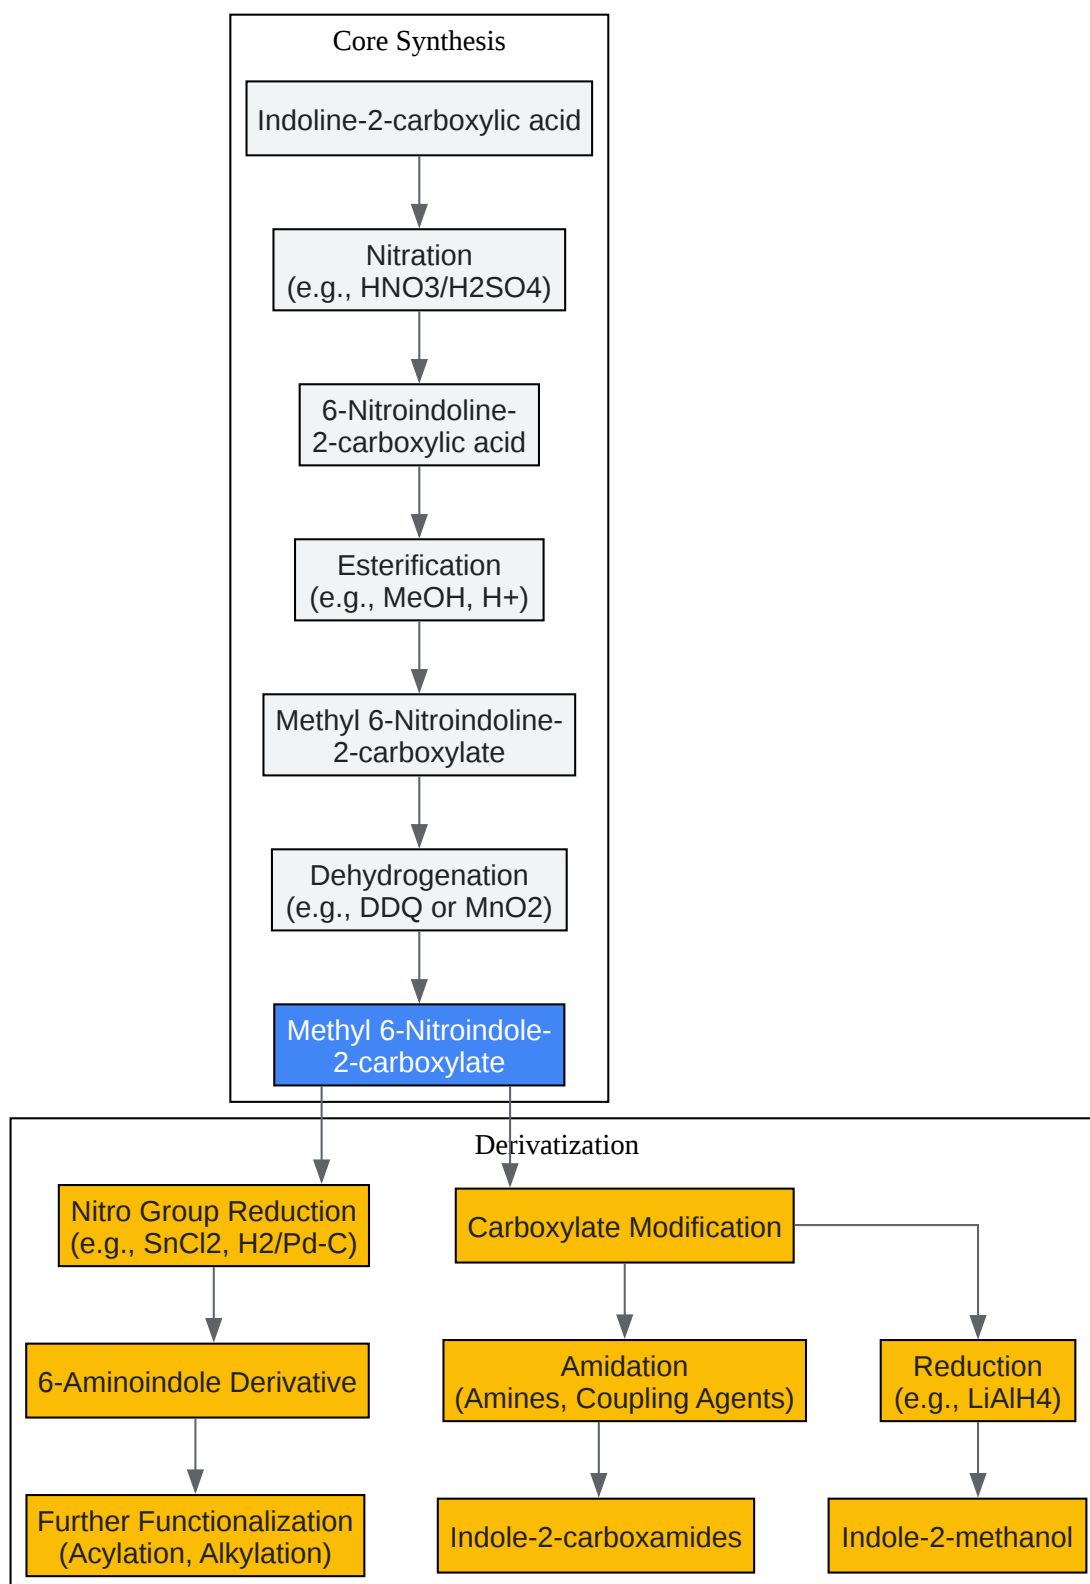 Core Synthesis
Indoline-2-carboxylic acid
Nitration
(e.g., HNO3/H2SO4)
6-Nitroindoline-
2-carboxylic acid
Esterification
(e.g., MeOH, H+)
Methyl 6-Nitroindoline-
2-carboxylate
Dehydrogenation
(e.g., DDQ or MnO2)
Methyl 6-Nitroindole-
2-carboxylate
Derivatization
Nitro Group Reduction
(e.g., SnCl2, H2/Pd-C)
Carboxylate Modification
6-Aminoindole Derivative
Amidation
(Amines, Coupling Agents)
Reduction
(e.g., LiAlH4)
Further Functionalization
(Acylation, Alkylation)
Indole-2-carboxamides
Indole-2-methanol